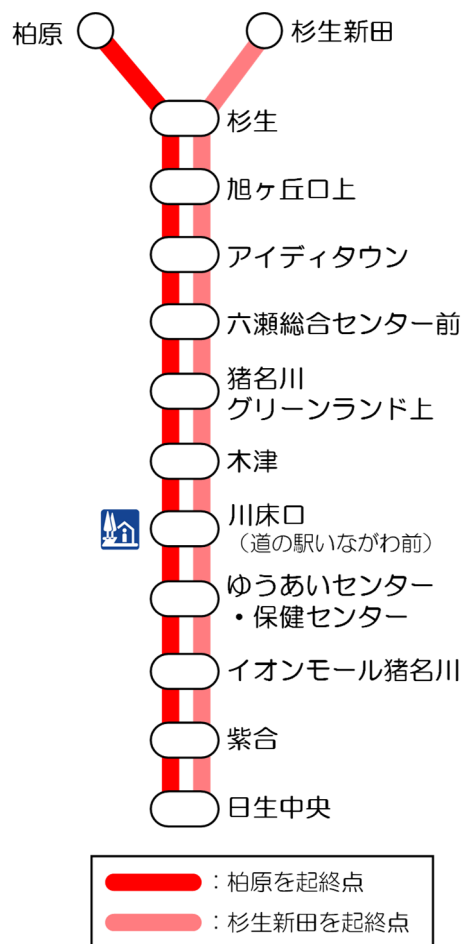 柏原
杉生新田
杉生
旭ヶ丘口上
アイディタウン
六瀬総合センター前
猪名川
グリーンランド上
木津
川床口
（道の駅いながわ前）
ゆうあいセンター
・保健センター
イオンモール猪名川
紫合
日生中央
：柏原を起終点
：杉生新田を起終点